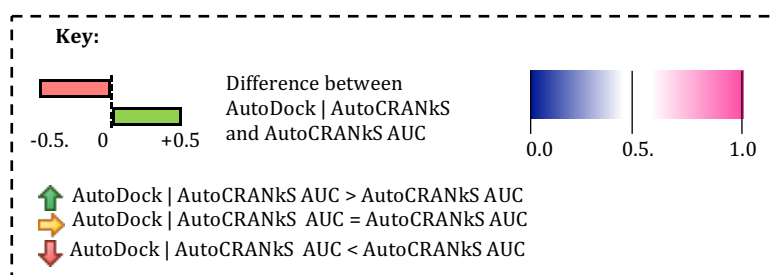 Key:
Difference between
AutoDock | AutoCRANkS
and AutoCRANkS AUC
-0.5. 0 +0.5
0.0 0.5. 1.0
AutoDock | AutoCRANkS AUC > AutoCRANkS AUC
AutoDock | AutoCRANkS AUC = AutoCRANkS AUC
AutoDock | AutoCRANkS AUC < AutoCRANkS AUC